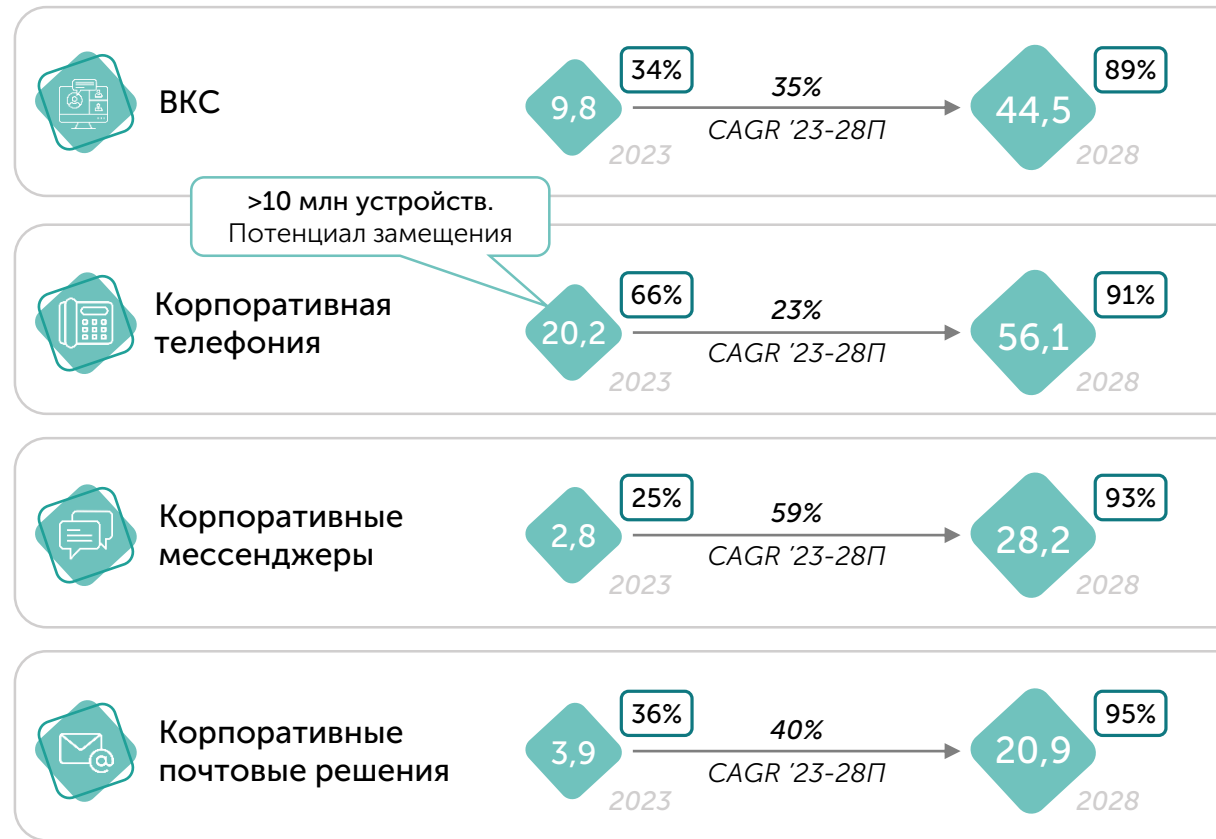 ВКС
9,8
34%
2023
35%
CAGR '23-28П
44,5
89%
2028
>10 млн устройств.
Потенциал замещения
Корпоративная
телефония
20,2
66%
2023
23%
CAGR '23-28П
56,1
91%
2028
Корпоративные
мессенджеры
2,8
25%
2023
59%
CAGR '23-28П
28,2
93%
2028
Корпоративные
почтовые решения
3,9
36%
2023
40%
CAGR '23-28П
20,9
95%
2028